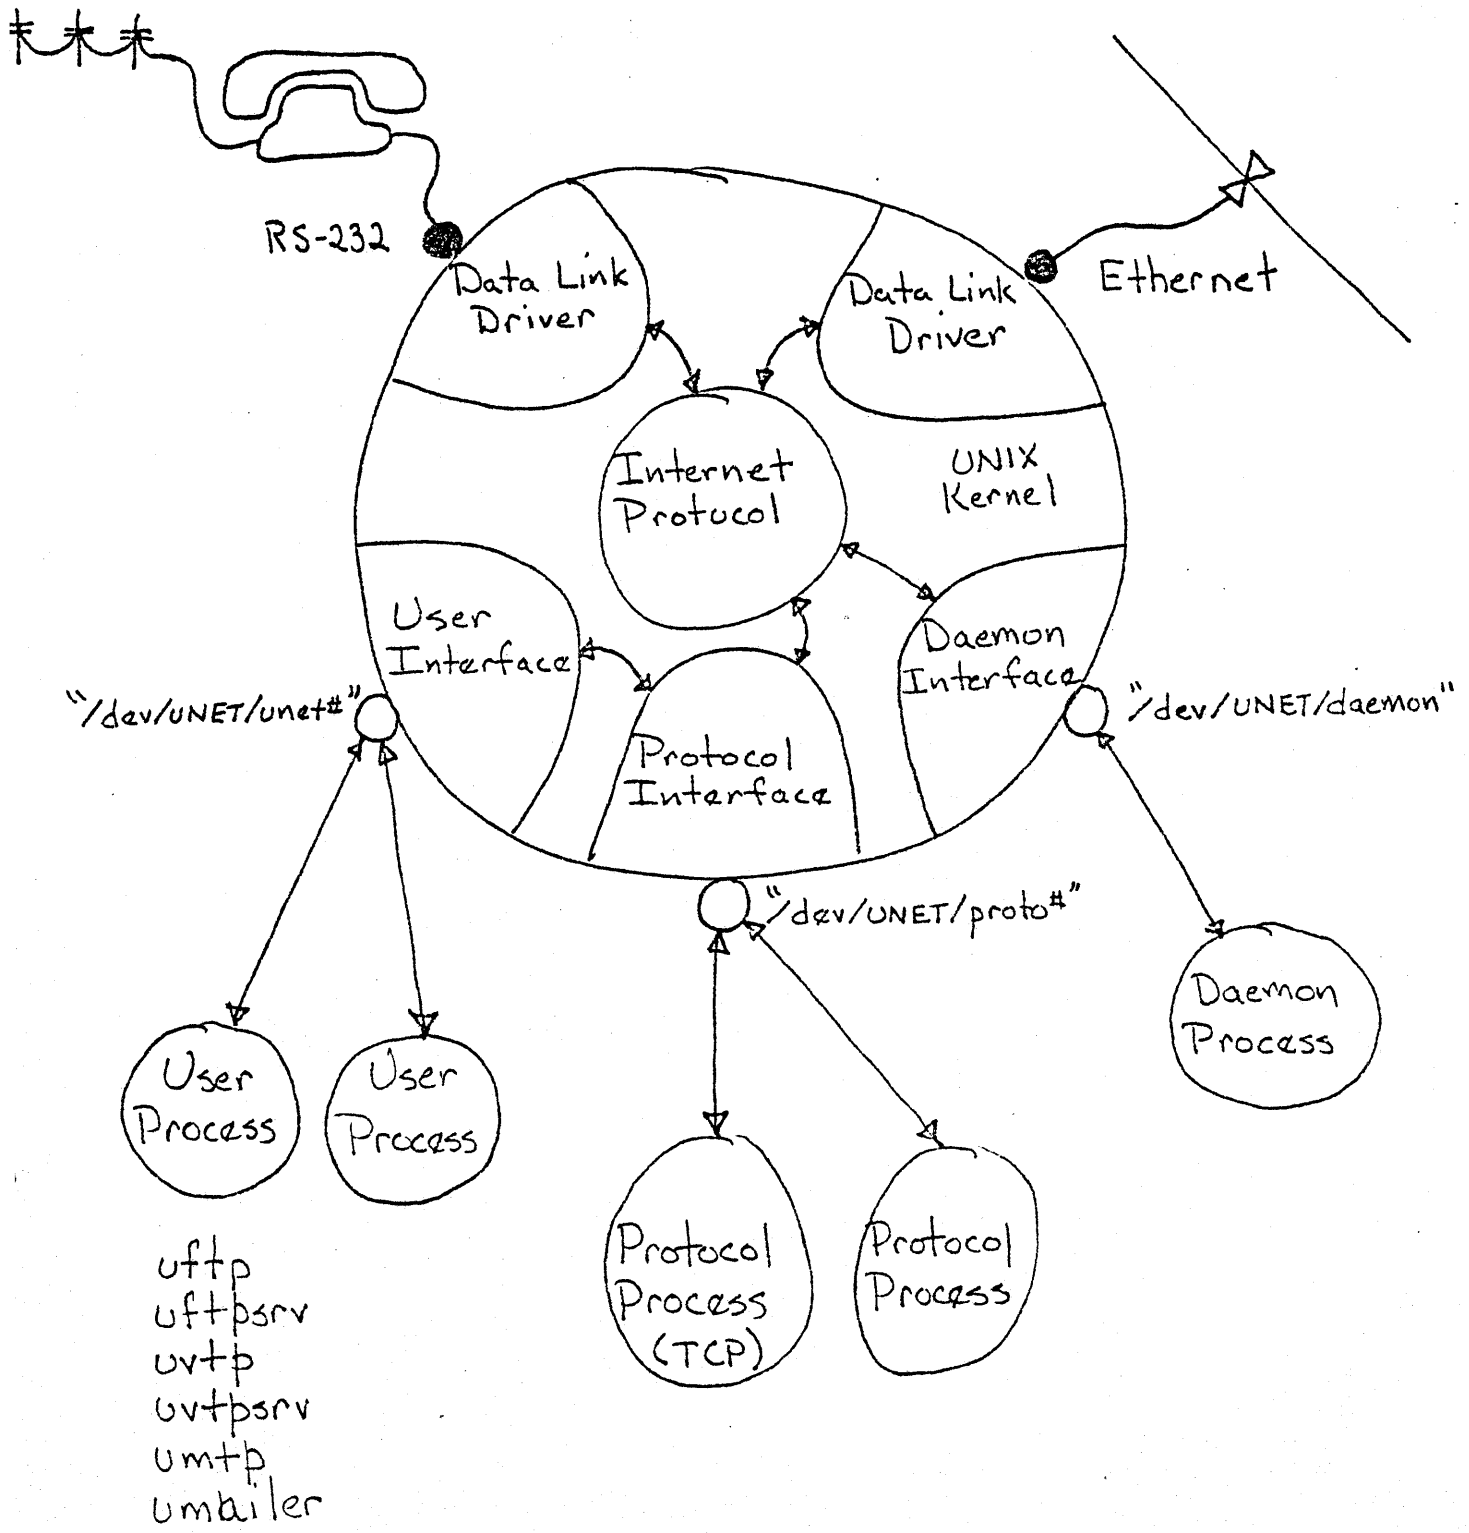 RS-232
Data Link
Driver
Data Link
Driver
Ethernet
Internet
Protocol
UNIX
Kernel
User
Interface
Daemon
Interface
"/dev/UNET/unet#"
"/dev/UNET/daemon"
Protocol
Interface
"/dev/UNET/proto#"
Daemon
Process
User
Process
User
Process
Protocol
Process
(TCP)
Protocol
Process
uftp
uftpsrv
uvtp
uvtpsrv
umtp
umailer